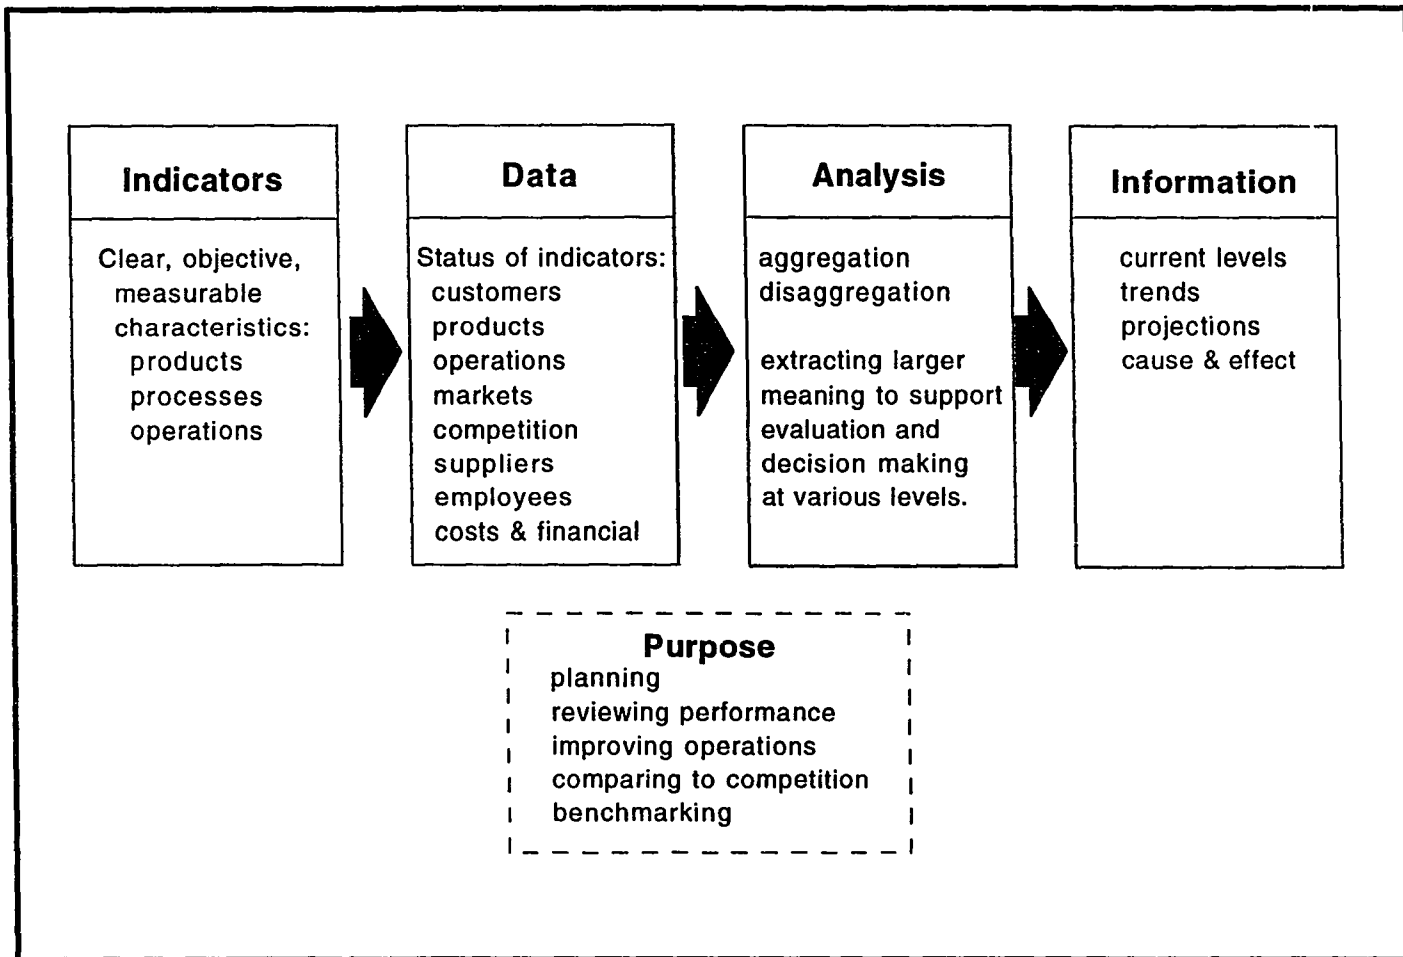 Indicators
Clear, objective,
measurable
characteristics:
products
processes
operations
Data
Status of indicators:
customers
products
operations
markets
competition
suppliers
employees
costs & financial
Analysis
aggregation
disaggregation
extracting larger
meaning to support
evaluation and
decision making
at various levels.
Information
current levels
trends
projections
cause & effect
Purpose
planning
reviewing performance
improving operations
comparing to competition
benchmarking